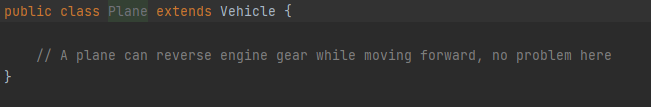 public class Plane extends Vehicle {
// A plane can reverse engine gear while moving forward, no problem here
}